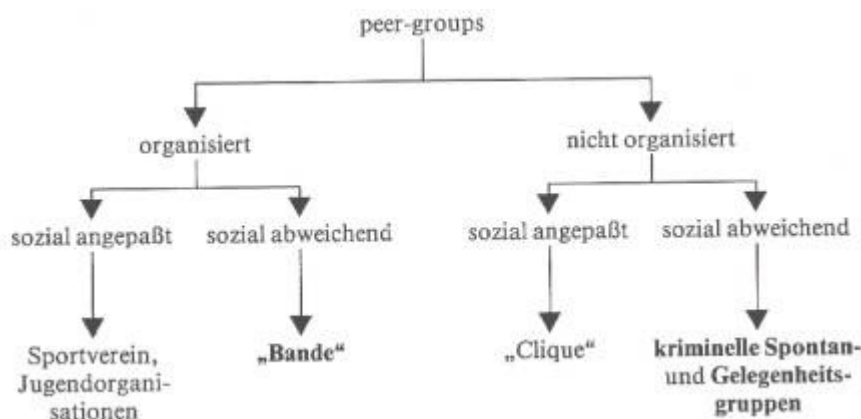 peer-groups
organisiert
nicht organisiert
sozial angepaßt
sozial abweichend
sozial angepaßt
sozial abweichend
Sportverein,
Jugendorgani-
sationen
„Bande“
„Clique“
kriminelle Spontan-
und Gelegenheits-
gruppen